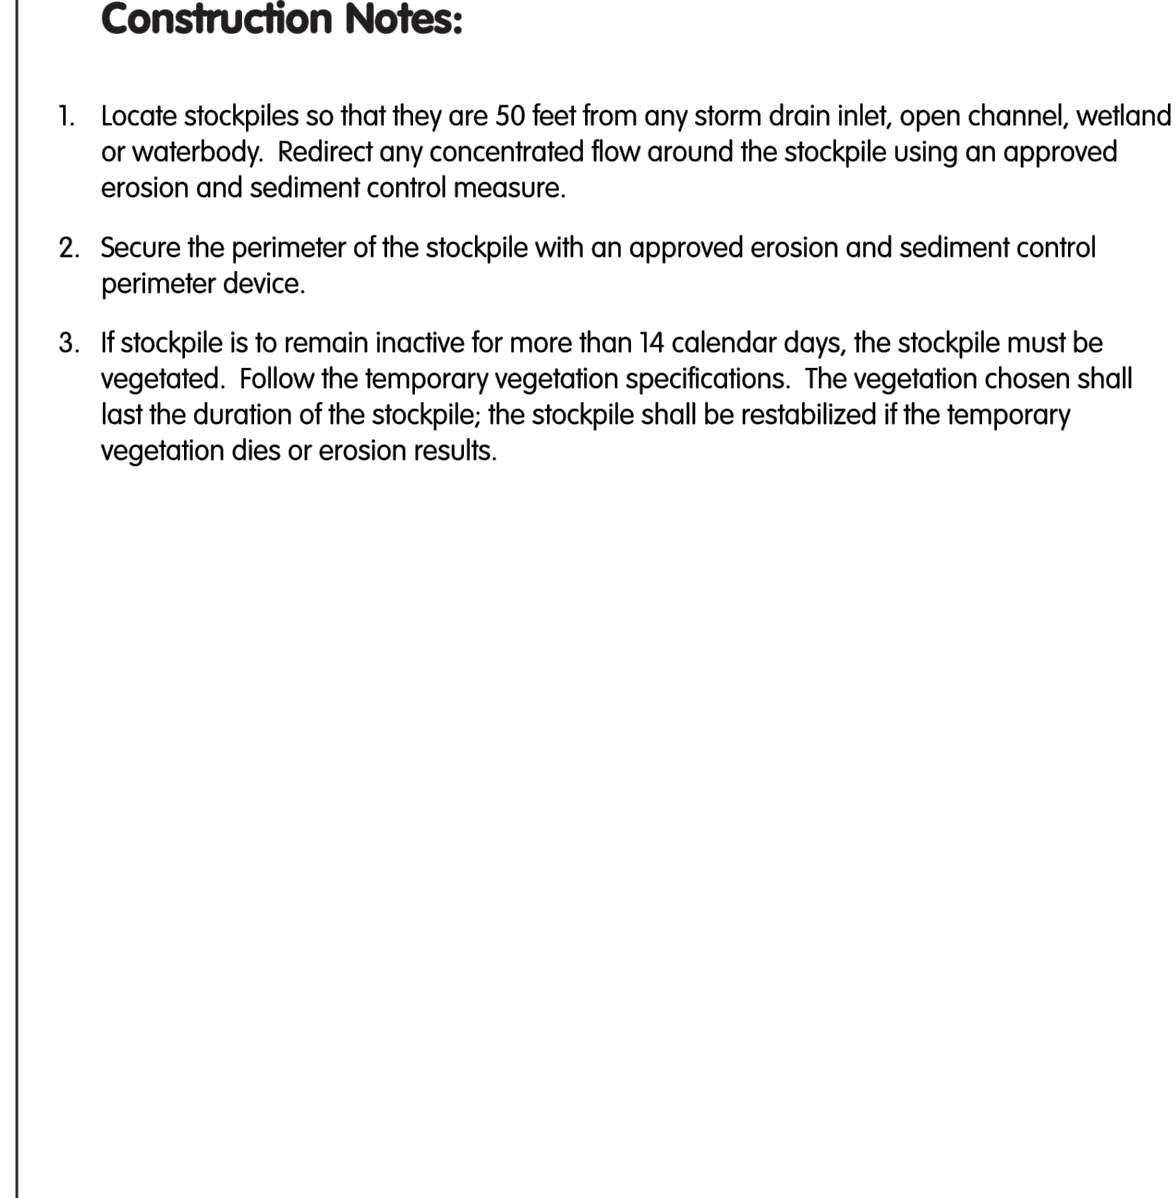 Construction Notes:
1. Locate stockpiles so that they are 50 feet from any storm drain inlet, open channel, wetland
or waterbody.  Redirect any concentrated flow around the stockpile using an approved
erosion and sediment control measure.
2. Secure the perimeter of the stockpile with an approved erosion and sediment control
perimeter device.
3. If stockpile is to remain inactive for more than 14 calendar days, the stockpile must be
vegetated.  Follow the temporary vegetation specifications.  The vegetation chosen shall
last the duration of the stockpile; the stockpile shall be restabilized if the temporary
vegetation dies or erosion results.